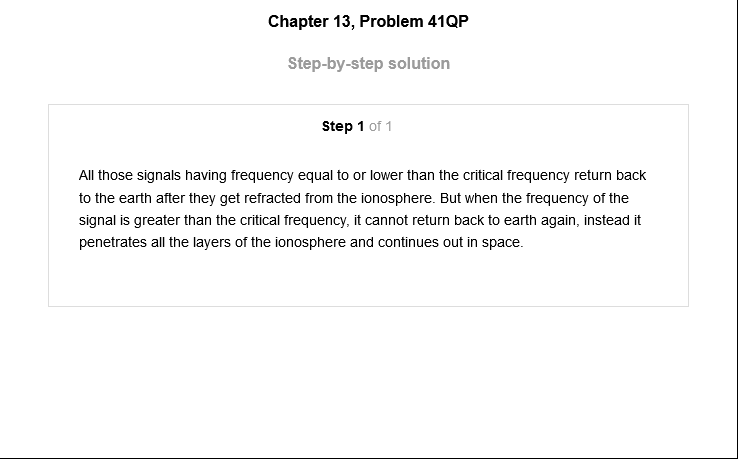 Chapter 13, Problem 41QP
Step-by-step solution
Step 1 of 1
All those signals having frequency equal to or lower than the critical frequency return back
to the earth after they get refracted from the ionosphere. But when the frequency of the
signal is greater than the critical frequency, it cannot return back to earth again, instead it
penetrates all the layers of the ionosphere and continues out in space.